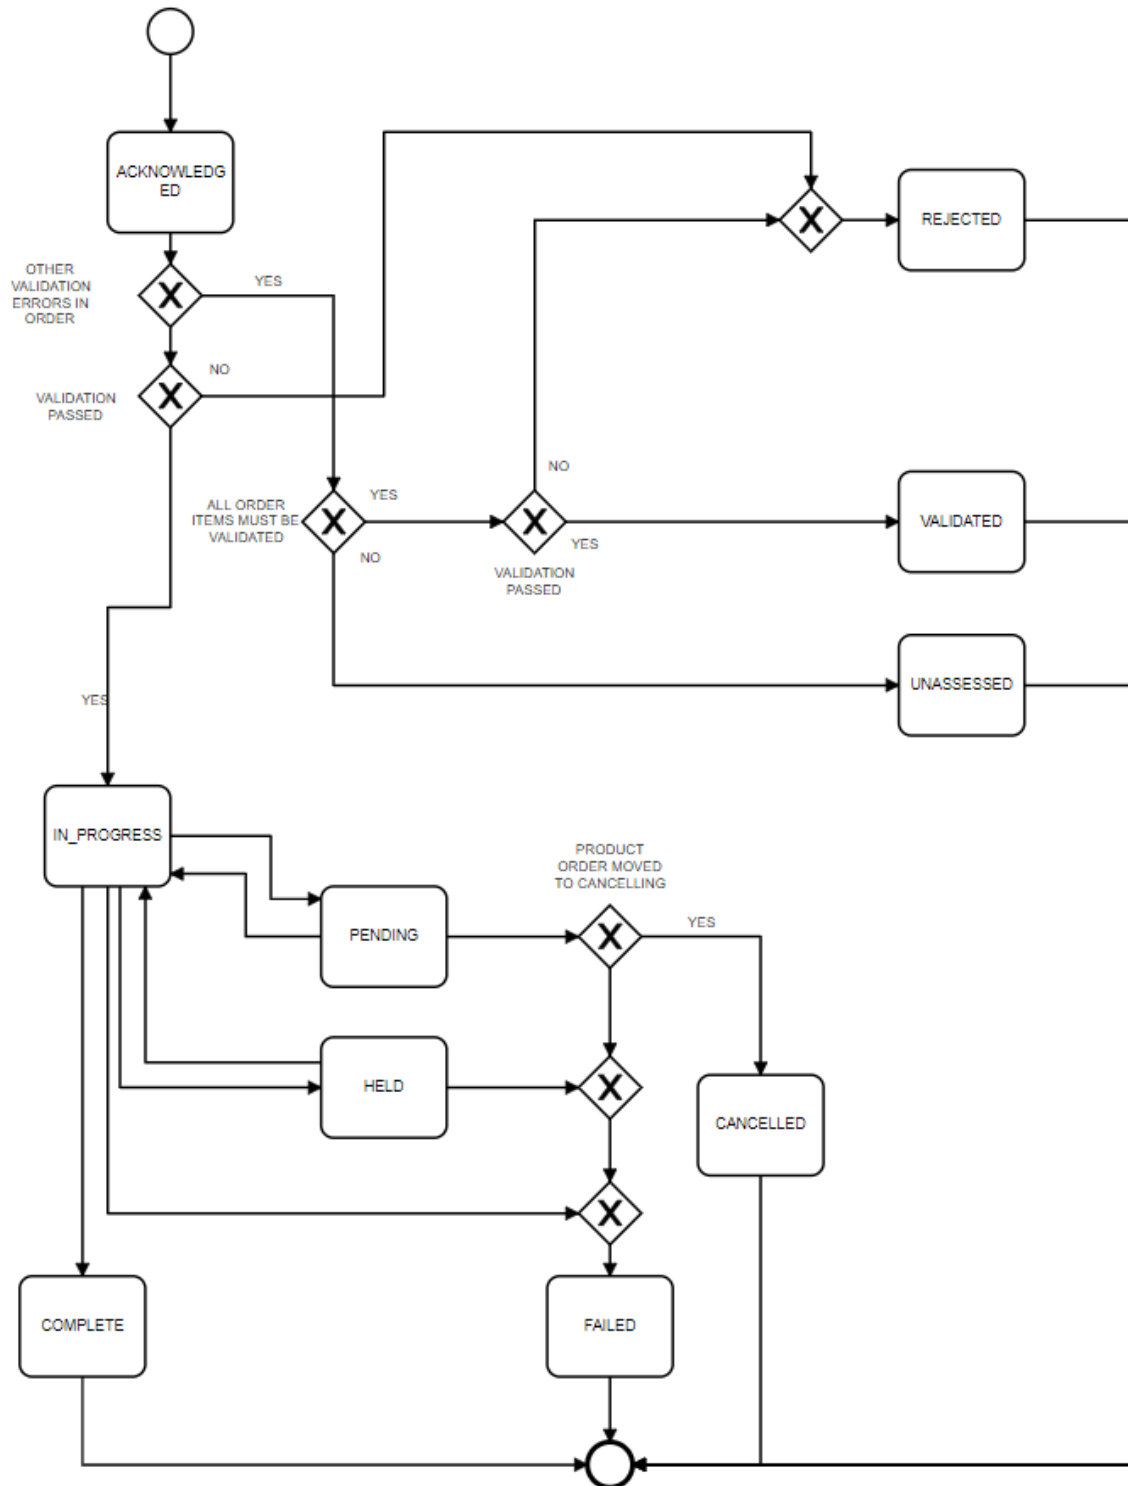 ACKNOWLEDG
ED
OTHER
VALIDATION
ERRORS IN
ORDER
YES
NO
VALIDATION
PASSED
REJECTED
NO
ALL ORDER
ITEMS MUST BE
VALIDATED
YES
NO
YES
VALIDATION
PASSED
VALIDATED
UNASSESSED
YES
IN_PROGRESS
PRODUCT
ORDER MOVED
TO CANCELLING
PENDING
YES
HELD
CANCELLED
COMPLETE
FAILED